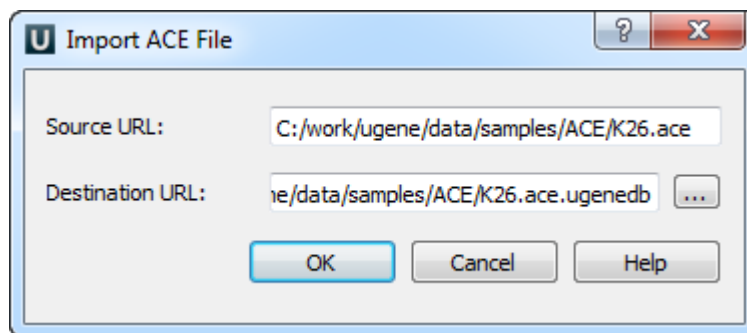 U Import ACE File ? X
Source URL: C:/work/ugene/data/samples/ACE/K26.ace
Destination URL: ne/data/samples/ACE/K26.ace.ugenedb ...
OK Cancel Help